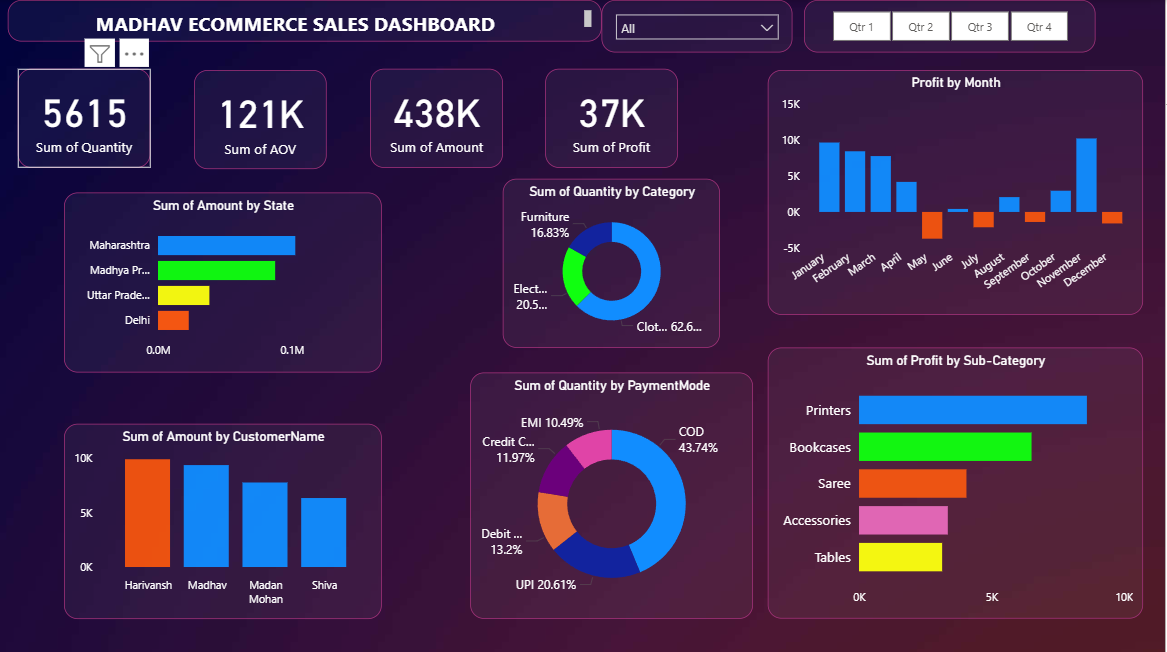 MADHAV ECOMMERCE SALES DASHBOARD
All
Qtr 1
Qtr 2
Qtr 3
Qtr 4
5615
Sum of Quantity
121K
Sum of AOV
438K
Sum of Amount
37K
Sum of Profit
Profit by Month
15K
10K
5K
0K
-5K
January
February
March
April
May
June
July
August
September
October
November
December
Sum of Amount by State
Maharashtra
Madhya Pr...
Uttar Prade...
Delhi
0.0M
0.1M
Sum of Quantity by Category
Furniture
16.83%
Elect...
20.5...
Clot... 62.6...
Sum of Amount by CustomerName
10K
5K
0K
Harivansh
Madhav
Madan
Mohan
Shiva
Sum of Quantity by PaymentMode
EMI 10.49%
COD
43.74%
Credit C...
11.97%
Debit ...
13.2%
UPI 20.61%
Sum of Profit by Sub-Category
Printers
Bookcases
Saree
Accessories
Tables
0K
5K
10K